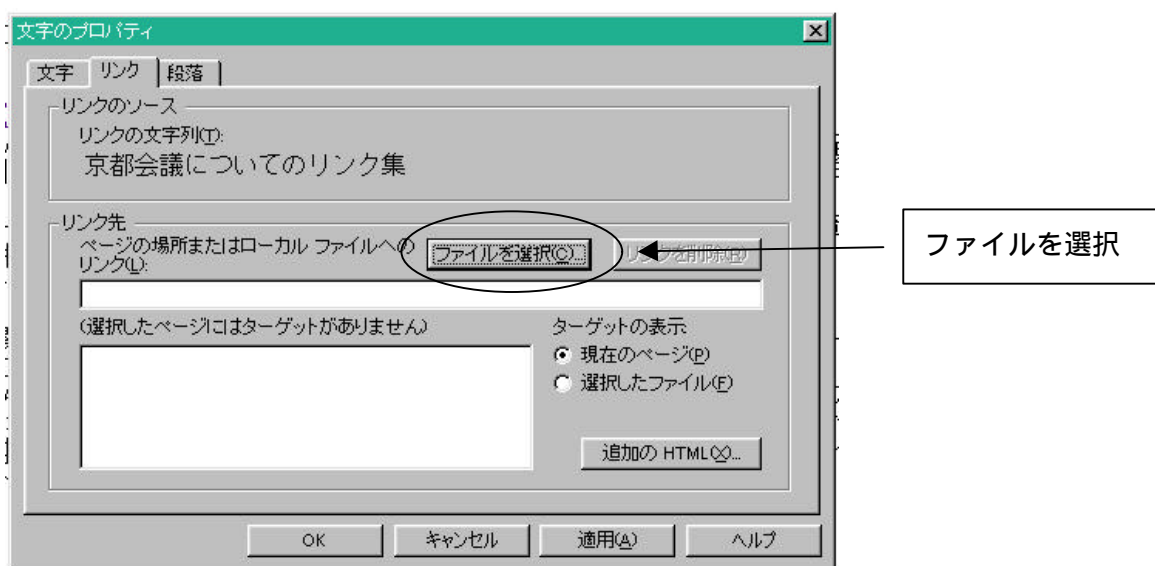 文字のプロパティ
文字 リンク 段落
リンクのソース
リンクの文字列(T):
京都会議についてのリンク集
リンク先
ページの場所またはローカル ファイルへの
リンク(L):
ファイルを選択(C)...
リンクを削除(R)
ファイルを選択
(選択したページにはターゲットがありません)
ターゲットの表示
現在のページ(P)
選択したファイル(F)
追加の HTML(X)...
OK キャンセル 適用(A) ヘルプ